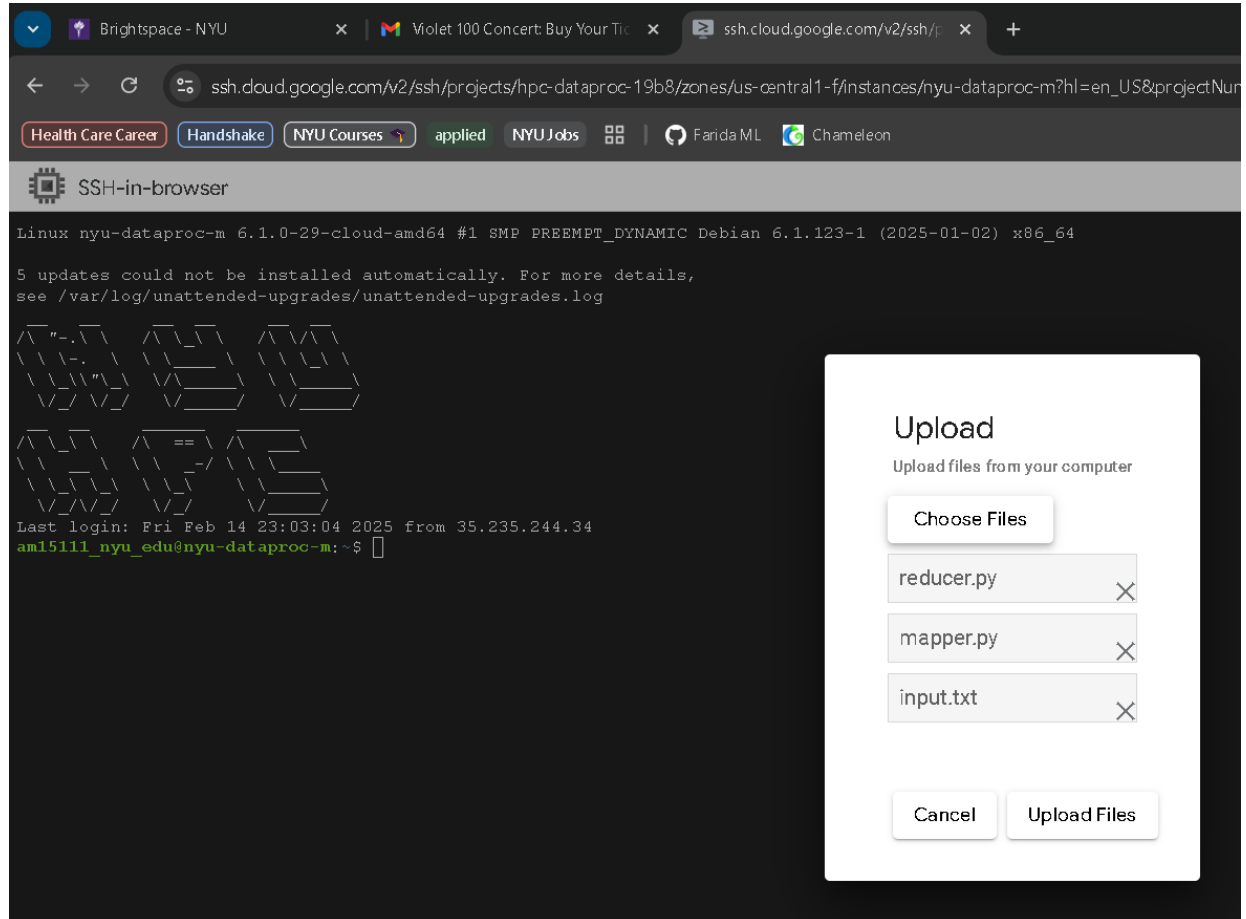 Brightspace - NYU
Violet 100 Concert: Buy Your Tic
ssh.cloud.google.com/v2/ssh/p
ssh.cloud.google.com/v2/ssh/projects/hpc-dataproc-19b8/zones/us-central1-f/instances/nyu-dataproc-m?hl=en_US&projectNur
Health Care Career Handshake NYU Courses applied NYU Jobs Farida ML Chameleon
SSH-in-browser
Linux nyu-dataproc-m 6.1.0-29-cloud-amd64 #1 SMP PREEMPT_DYNAMIC Debian 6.1.123-1 (2025-01-02) x86_64
5 updates could not be installed automatically. For more details,
see /var/log/unattended-upgrades/unattended-upgrades.log
NYU
HPC
Last login: Fri Feb 14 23:03:04 2025 from 35.235.244.34
am15111_nyu_edu@nyu-dataproc-m:~$
Upload
Upload files from your computer
Choose Files
reducer.py
mapper.py
input.txt
Cancel
Upload Files